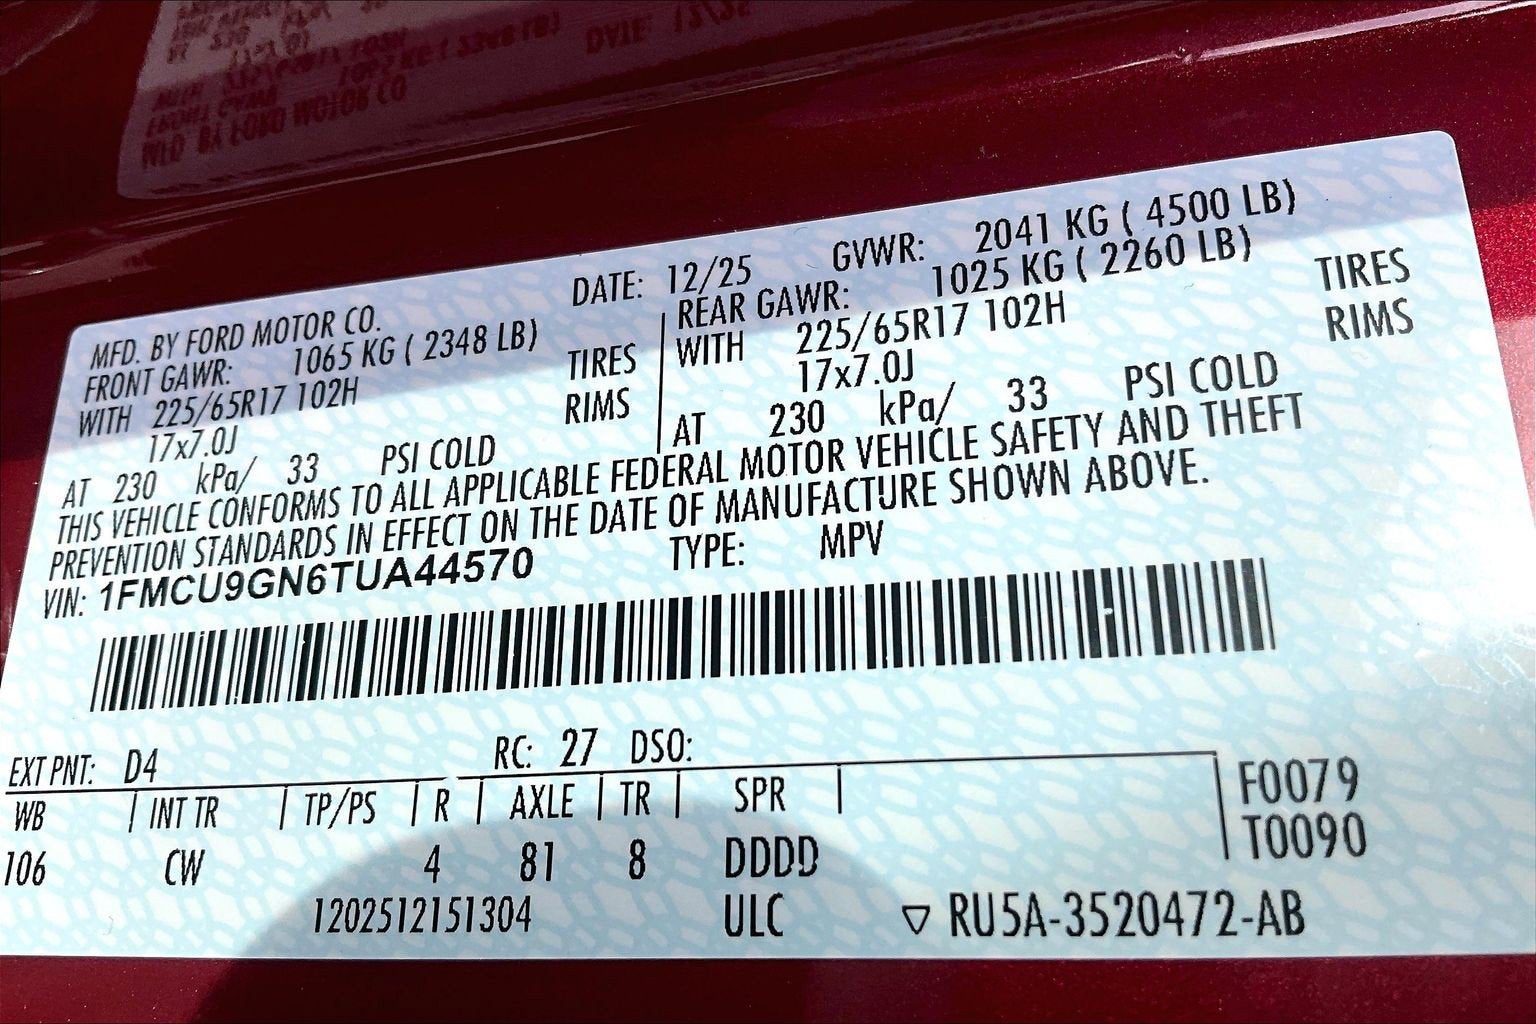 MFD. BY FORD MOTOR CO. DATE: 12/25 GVWR: 2041 KG ( 4500 LB)
FRONT GAWR: 1065 KG ( 2348 LB) REAR GAWR: 1025 KG ( 2260 LB)
WITH 225/65R17 102H TIRES WITH 225/65R17 102H TIRES
17x7.0J RIMS 17x7.0J RIMS
AT 230 kPa/ 33 PSI COLD AT 230 kPa/ 33 PSI COLD
THIS VEHICLE CONFORMS TO ALL APPLICABLE FEDERAL MOTOR VEHICLE SAFETY AND THEFT
PREVENTION STANDARDS IN EFFECT ON THE DATE OF MANUFACTURE SHOWN ABOVE.
VIN: 1FMCU9GN6TUA44570 TYPE: MPV
EXT PNT: D4 RC: 27 DSO:
WB INT TR TP/PS R AXLE TR SPR F0079
106 CW 4 81 8 DDDD T0090
1202512151304 ULC ▽ RU5A-3520472-AB